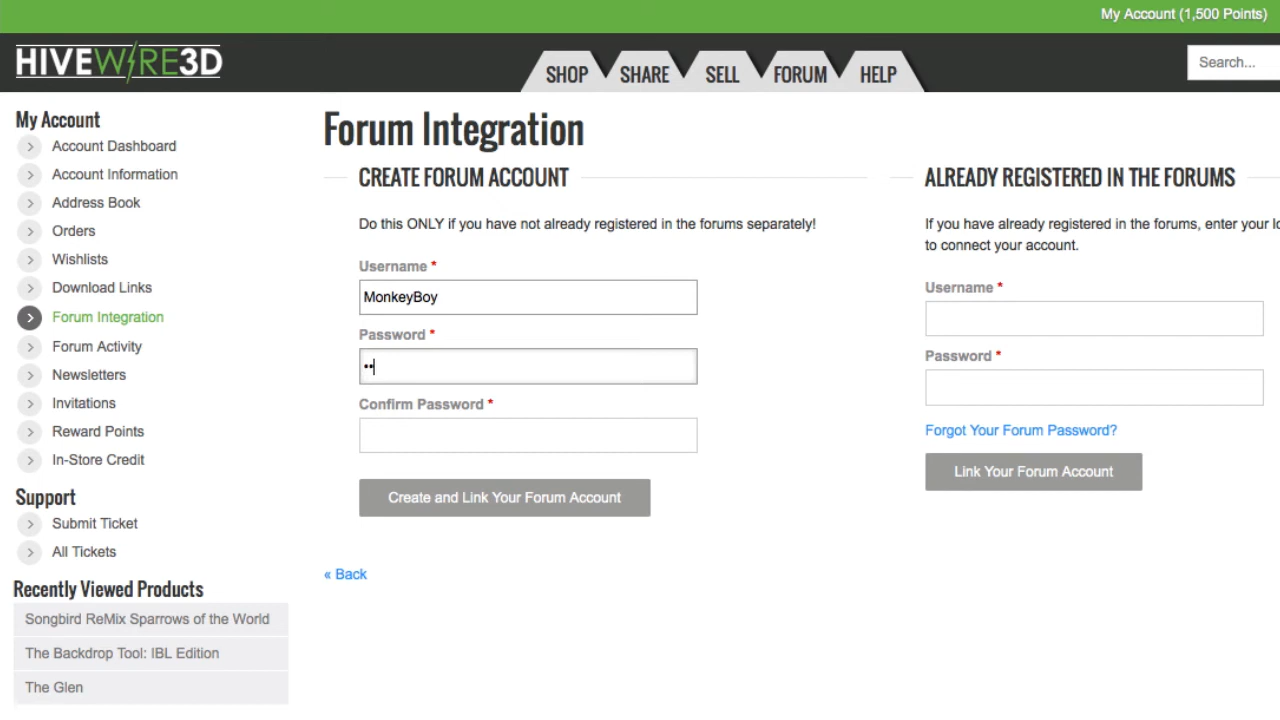 My Account (1,500 Points)
HIVEWIRE3D
SHOP
SHARE
SELL
FORUM
HELP
Search...
My Account
Account Dashboard
Account Information
Address Book
Orders
Wishlists
Download Links
Forum Integration
Forum Activity
Newsletters
Invitations
Reward Points
In-Store Credit
Support
Submit Ticket
All Tickets
Recently Viewed Products
Songbird ReMix Sparrows of the World
The Backdrop Tool: IBL Edition
The Glen
Forum Integration
CREATE FORUM ACCOUNT
Do this ONLY if you have not already registered in the forums separately!
Username *
MonkeyBoy
Password *
••
Confirm Password *
Create and Link Your Forum Account
« Back
ALREADY REGISTERED IN THE FORUMS
If you have already registered in the forums, enter your
to connect your account.
Username *
Password *
Forgot Your Forum Password?
Link Your Forum Account